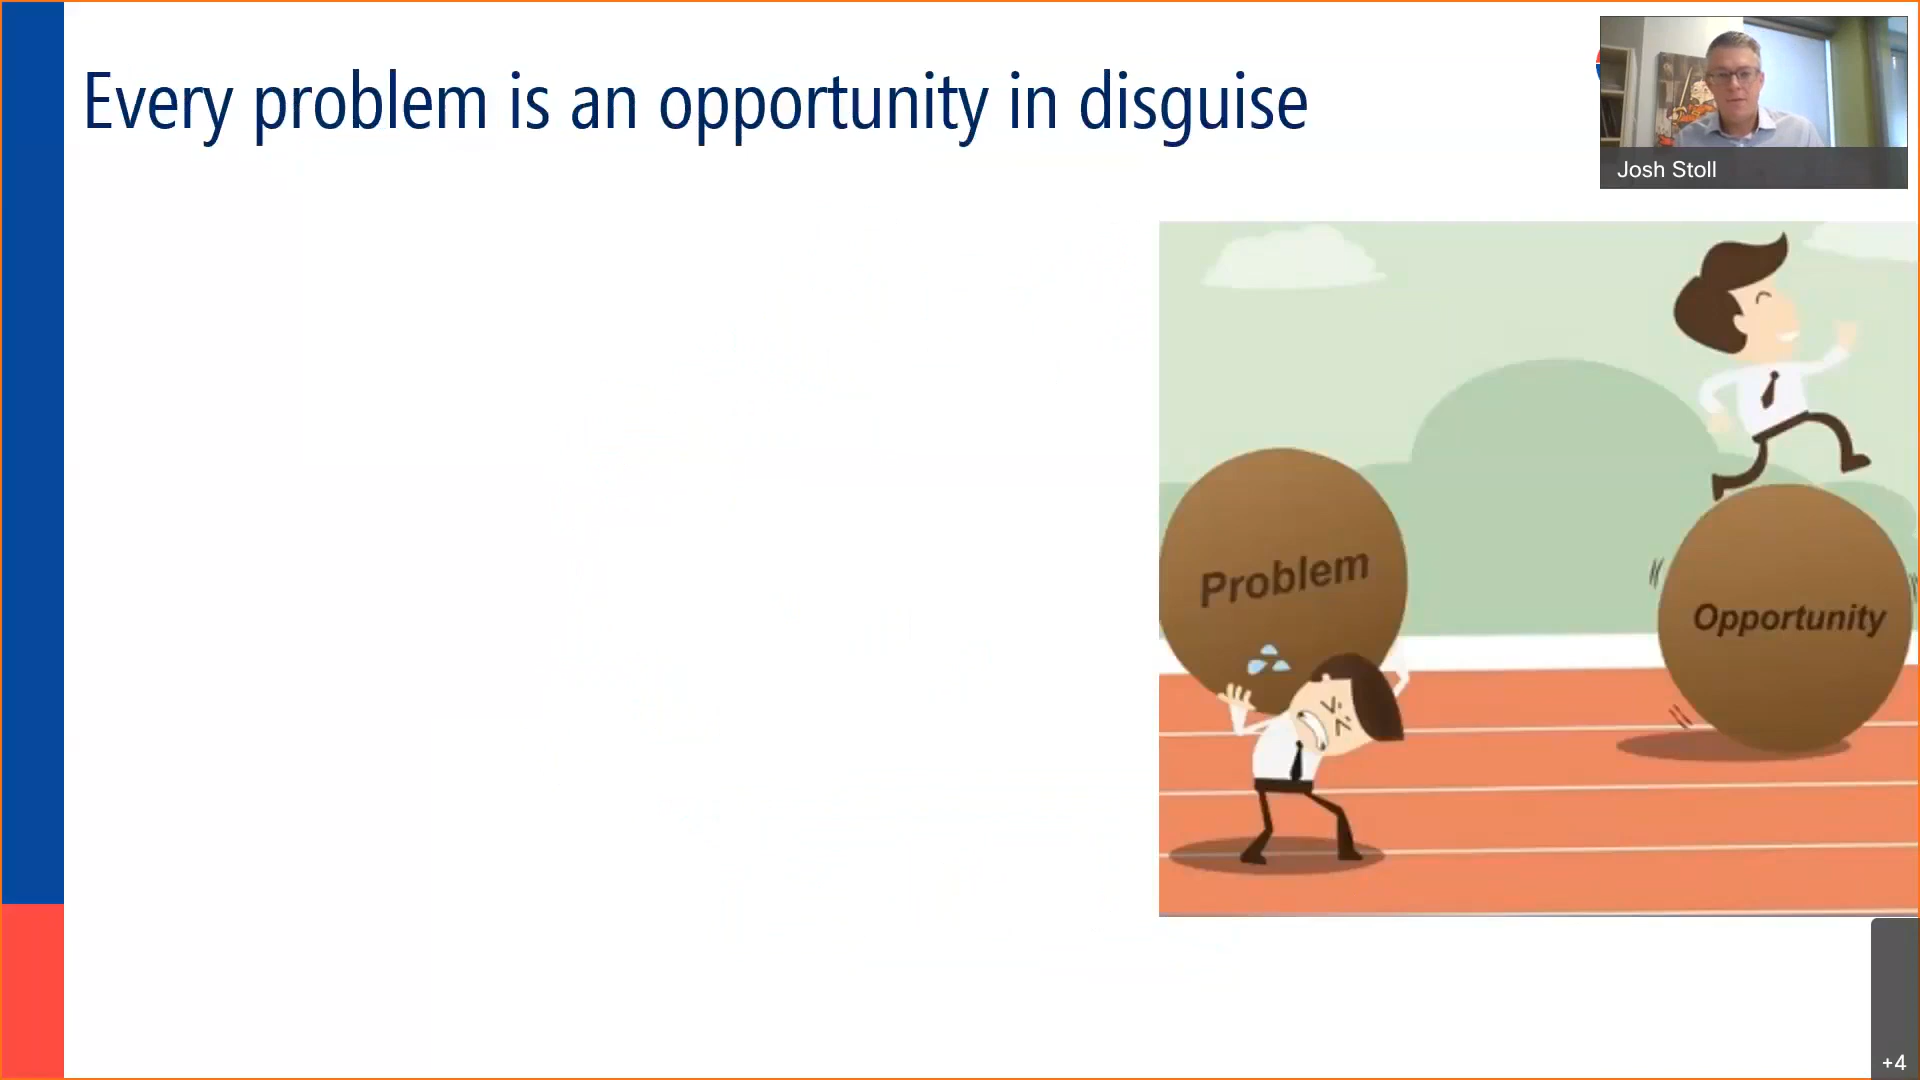 Every problem is an opportunity in disguise
Josh Stoll
Problem
Opportunity
+4